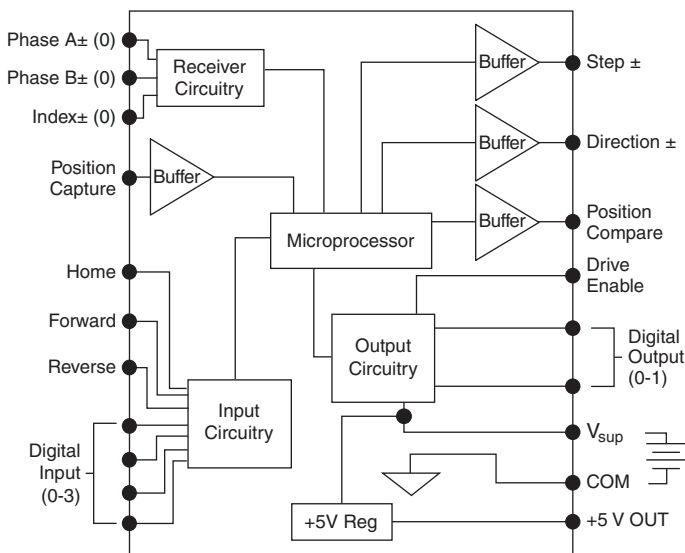 Phase A± (0)
Phase B± (0)
Index± (0)
Receiver
Circuitry
Position
Capture
Buffer
Buffer
Step ±
Buffer
Direction ±
Buffer
Position
Compare
Microprocessor
Home
Forward
Reverse
Digital
Input
(0-3)
Input
Circuitry
Drive
Enable
Output
Circuitry
Digital
Output
(0-1)
Vsup
COM
+5V Reg
+5 V OUT